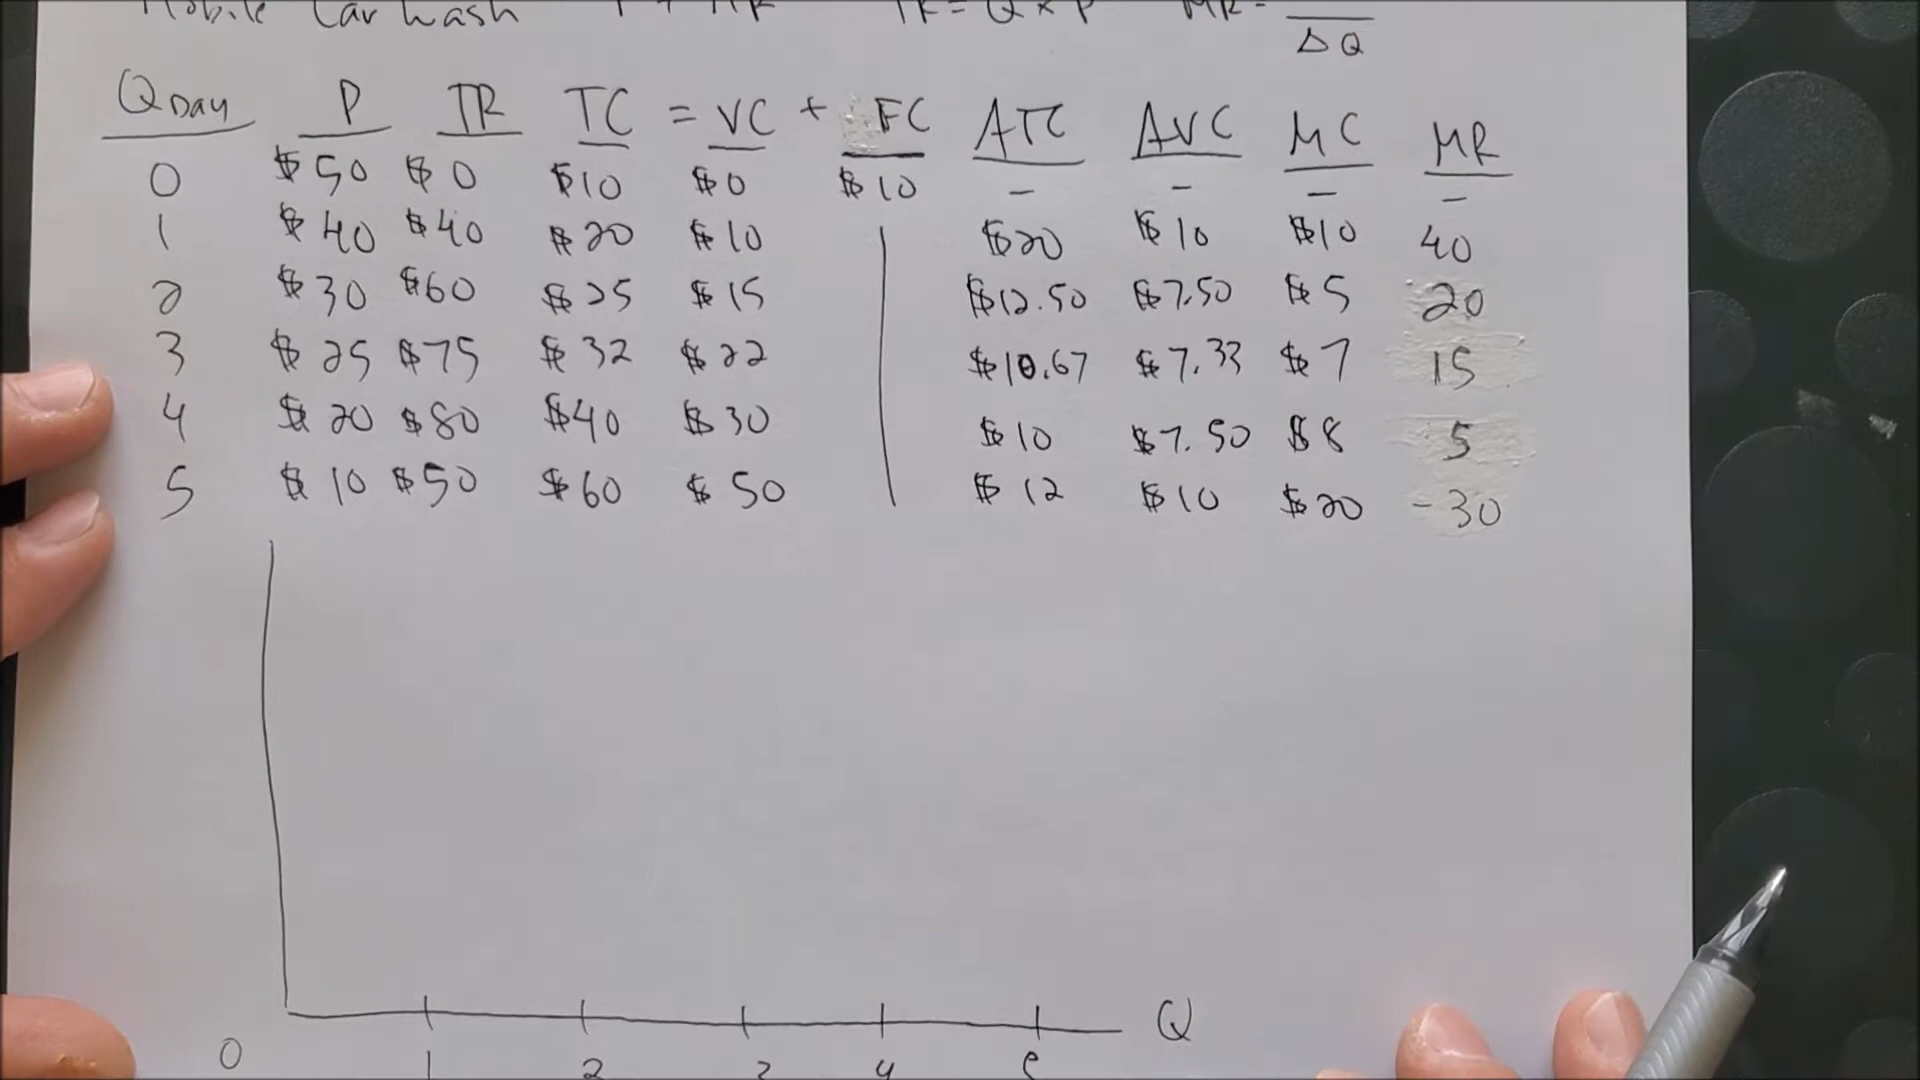 Mobile Car Wash P ≠ MR TR = Q × P MR = ΔQ
Q DAY P TR TC = VC + FC ATC AVC MC MR
0 $50 $0 $10 $0 $10 - - - -
1 $40 $40 $20 $10 $20 $10 $10 40
2 $30 $60 $25 $15 $12.50 $7.50 $5 20
3 $25 $75 $32 $22 $10.67 $7.33 $7 15
4 $20 $80 $40 $30 $10 $7.50 $8 5
5 $10 $50 $60 $50 $12 $10 $20 -30
Q
0 1 2 3 4 5